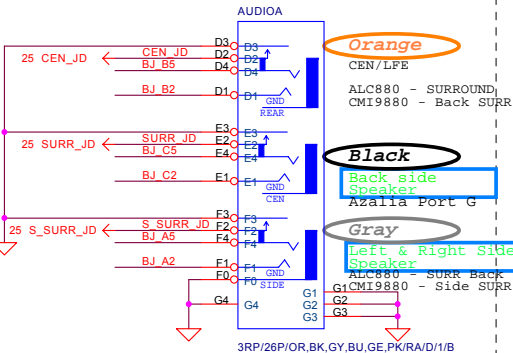 AUDIOA
D3 D3
25 CEN_JD CEN_JD D2 D2
BJ_B5 D4 D4
BJ_B2 D1 D1
GND
REAR
Orange
CEN/LFE
ALC880 - SURROUND
CMI9880 - Back SURR
E3 E3
25 SURR_JD SURR_JD E2 E2
BJ_C5 E4 E4
BJ_C2 E1 E1
GND
CEN
Black
Back side
Speaker
Azalia Port G
F3 F3
25 S_SURR_JD S_SURR_JD F2 F2
BJ_A5 F4 F4
BJ_A2 F1 F1
F0 F0
GND
SIDE
Gray
Left & Right Side
Speaker
ALC880 - SURR Back
CMI9880 - Side SURR
G4 G4
G1 G1
G2 G2
G3 G3
3RP/26P/OR,BK,GY,BU,GE,PK/RA/D/1/B